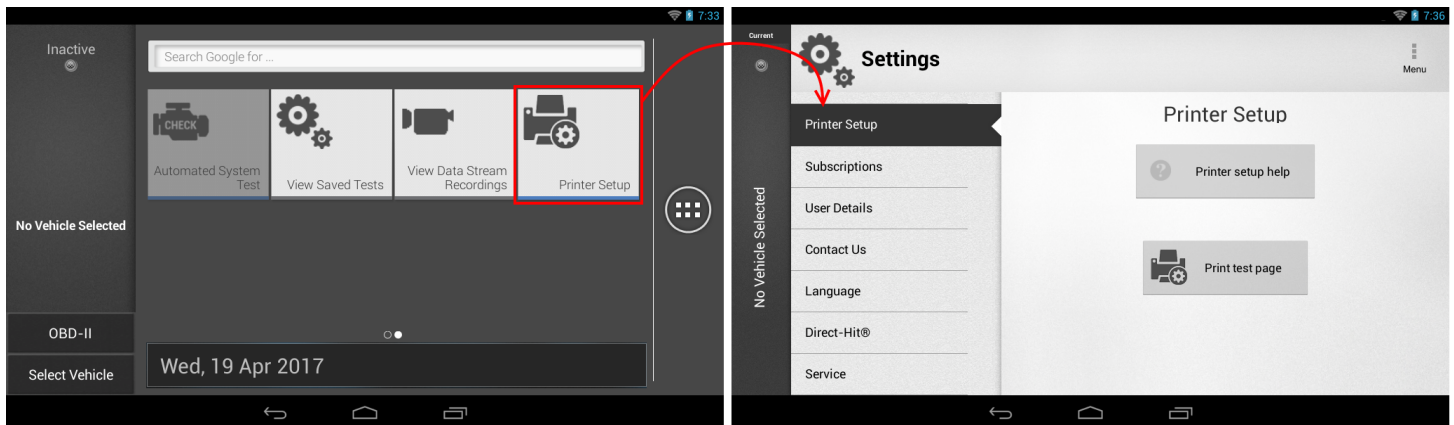 7:33
Inactive
Search Google for ...
CHECK
Automated System
Test
View Saved Tests
View Data Stream
Recordings
Printer Setup
No Vehicle Selected
OBD-II
Select Vehicle
Wed, 19 Apr 2017
7:36
Current
Settings
Menu
No Vehicle Selected
Printer Setup
Subscriptions
User Details
Contact Us
Language
Direct-Hit®
Service
Printer Setup
? Printer setup help
Print test page